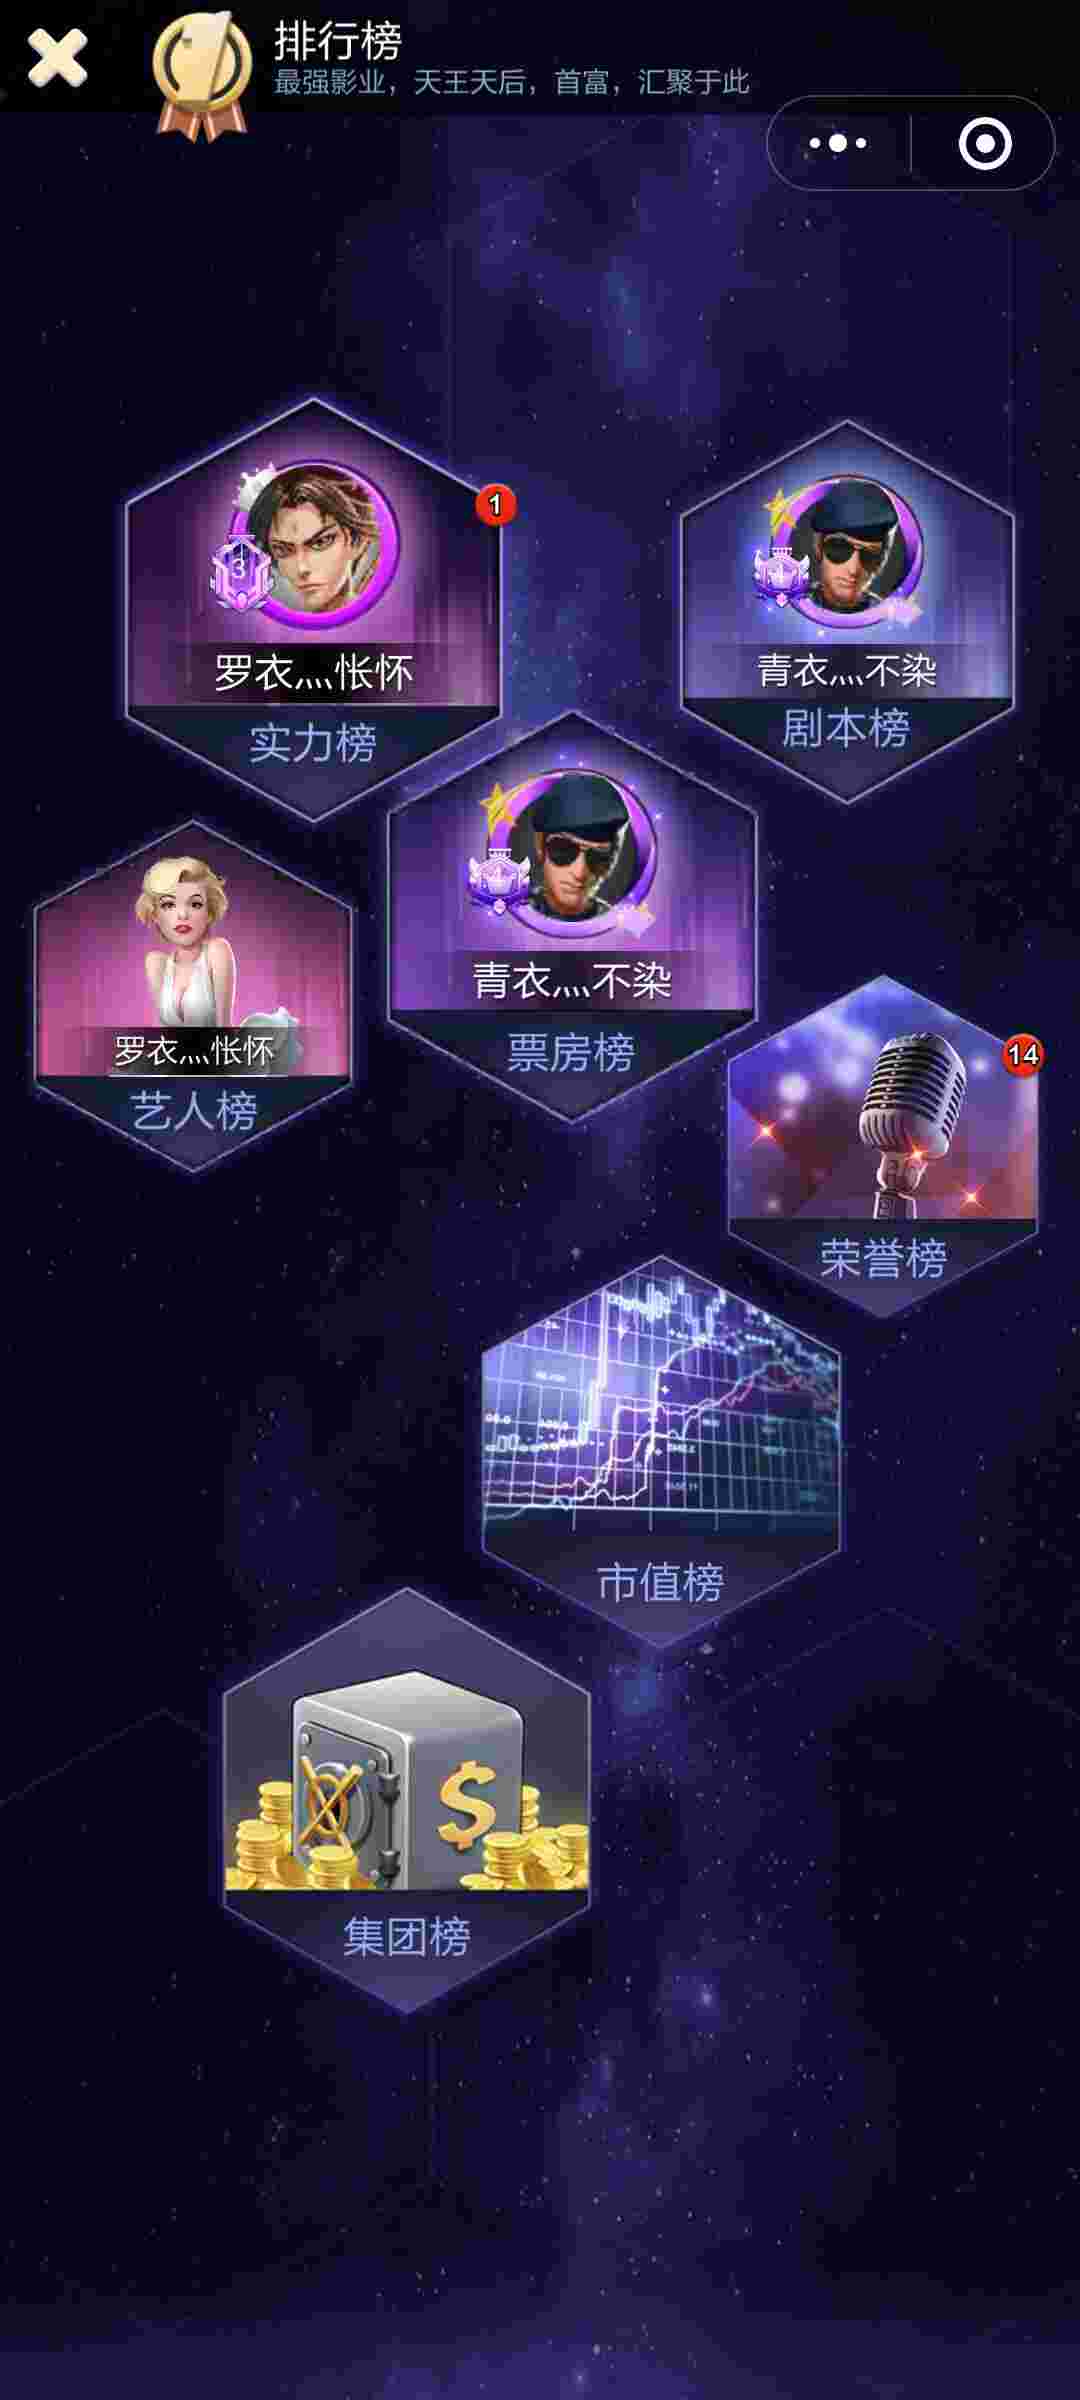 排行榜
最强影业，天王天后，首富，汇聚于此
1
3
罗衣灬怅怀
实力榜
青衣灬不染
剧本榜
青衣灬不染
票房榜
罗衣灬怅怀
艺人榜
14
荣誉榜
市值榜
$
集团榜